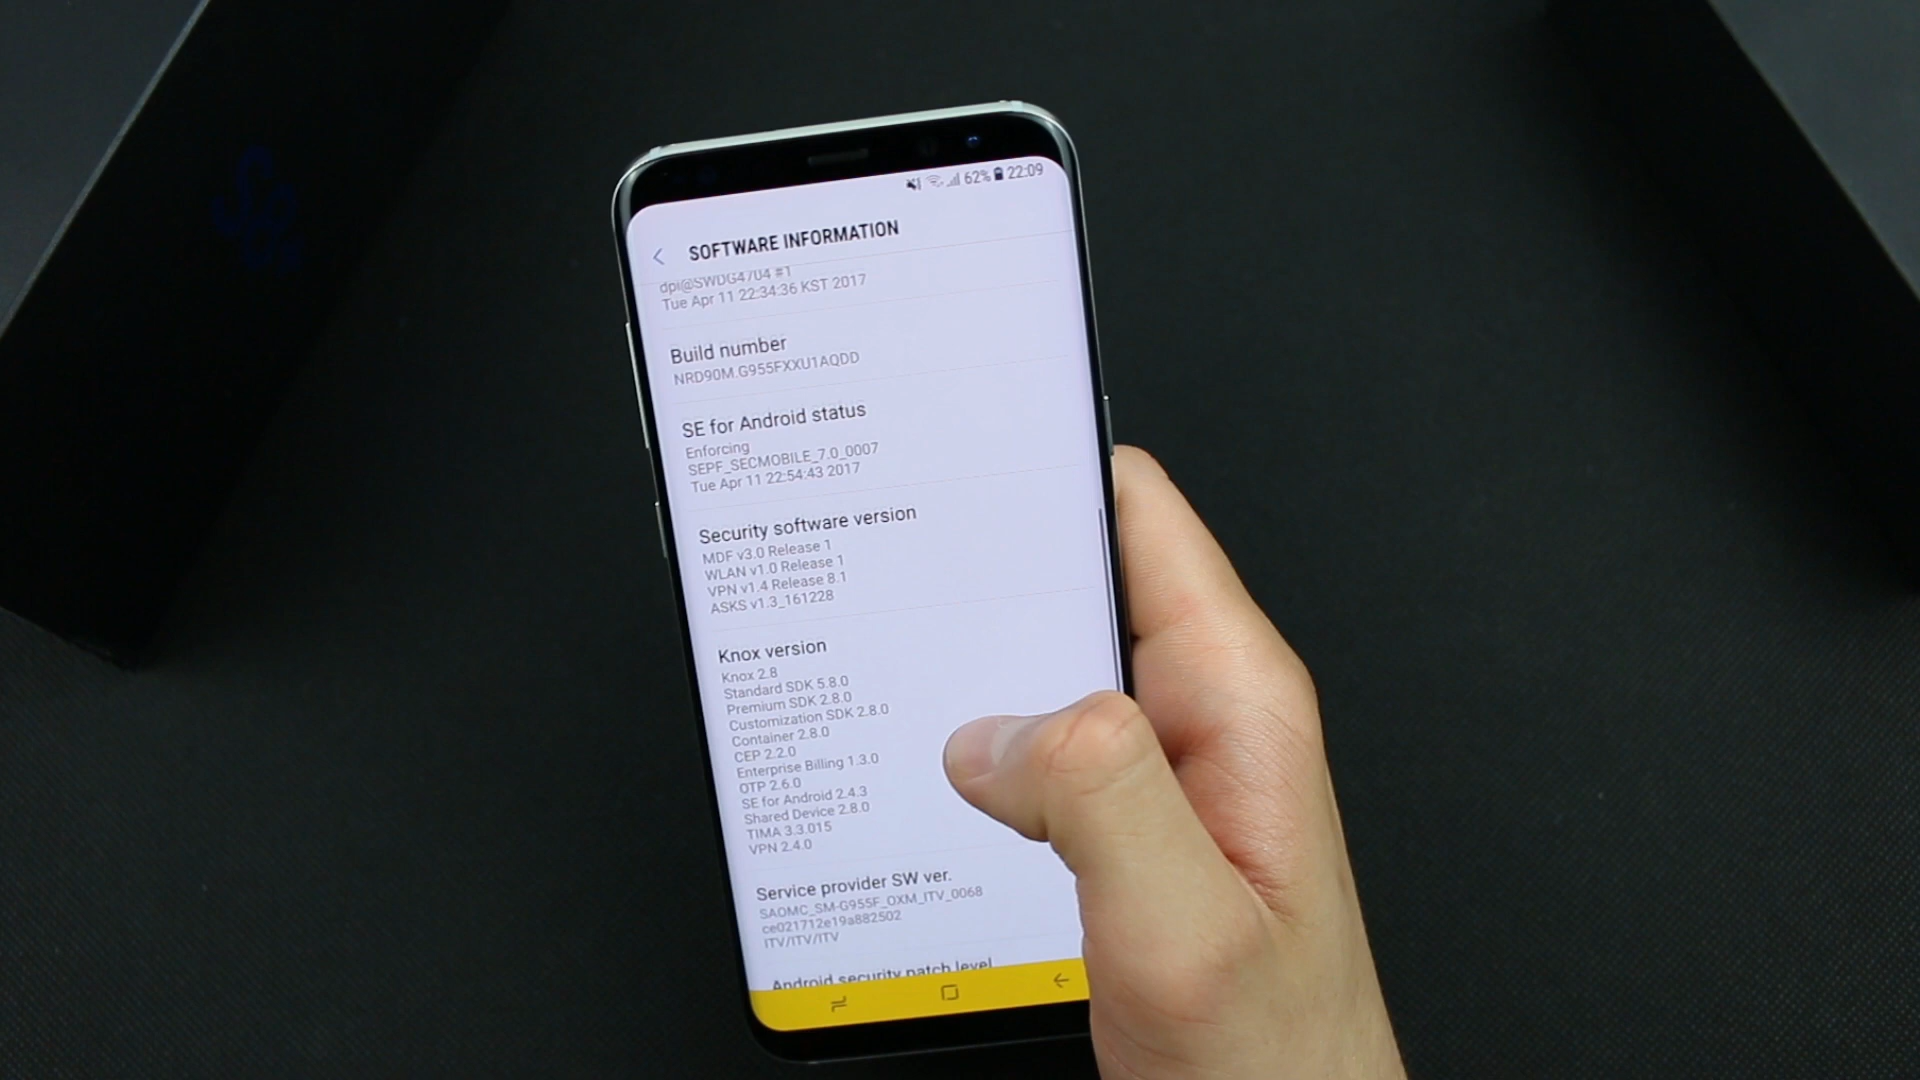 62% 22:09
SOFTWARE INFORMATION
dpi@SWDG4704 #1
Tue Apr 11 22:34:36 KST 2017
Build number
NRD90M.G955FXXU1AQDD
SE for Android status
Enforcing
SEPF_SECMOBILE_7.0_0007
Tue Apr 11 22:54:43 2017
Security software version
MDF v3.0 Release 1
WLAN v1.0 Release 1
VPN v1.4 Release 8.1
ASKS v1.3_161228
Knox version
Knox 2.8
Standard SDK 5.8.0
Premium SDK 2.8.0
Customization SDK 2.8.0
Container 2.8.0
CEP 2.2.0
Enterprise Billing 1.3.0
OTP 2.6.0
SE for Android 2.4.3
Shared Device 2.8.0
TIMA 3.3.015
VPN 2.4.0
Service provider SW ver.
SAOMC_SM-G955F_OXM_ITV_0068
ce021712e19a882502
ITV/ITV/ITV
Android security patch level